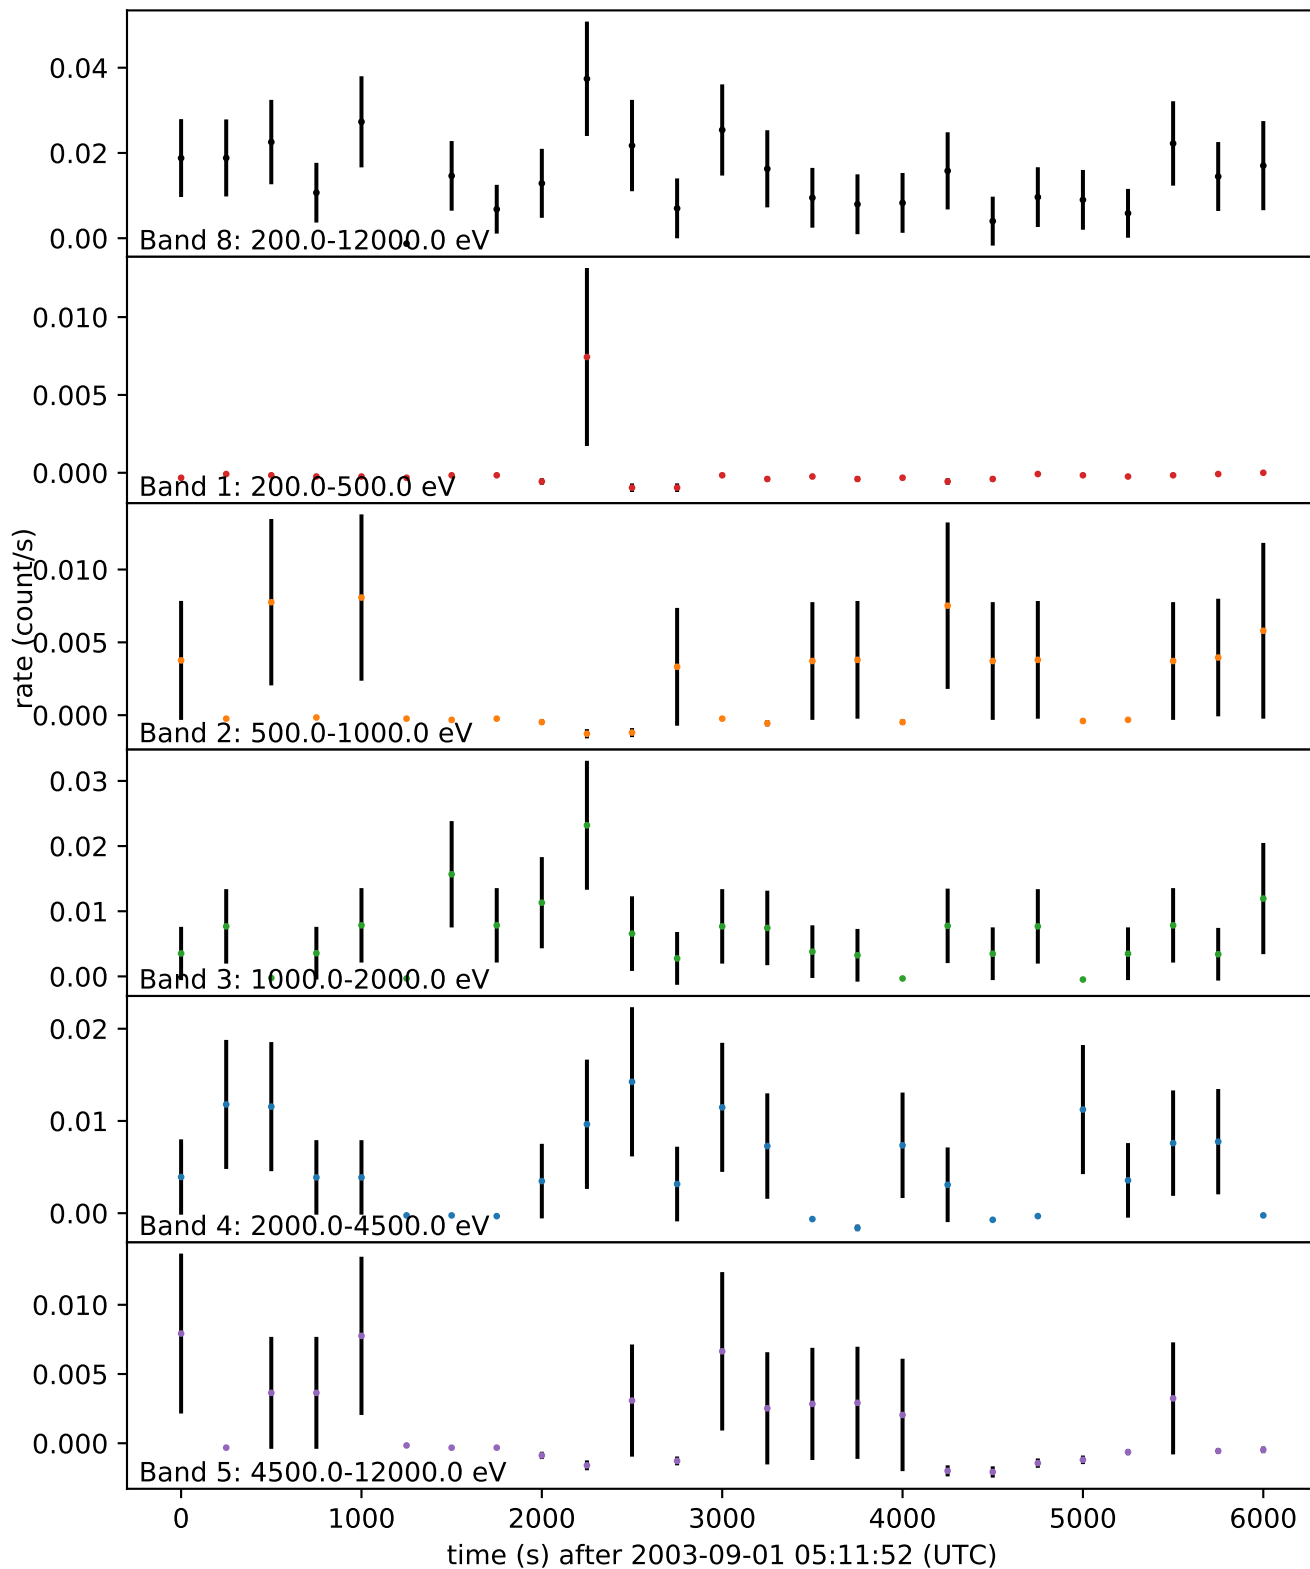 0.04
0.02
0.00
Band 8: 200.0-12000.0 eV
0.010
0.005
0.000
Band 1: 200.0-500.0 eV
rate (count/s)
0.010
0.005
0.000
Band 2: 500.0-1000.0 eV
0.03
0.02
0.01
0.00
Band 3: 1000.0-2000.0 eV
0.02
0.01
0.00
Band 4: 2000.0-4500.0 eV
0.010
0.005
0.000
Band 5: 4500.0-12000.0 eV
0 1000 2000 3000 4000 5000 6000
time (s) after 2003-09-01 05:11:52 (UTC)